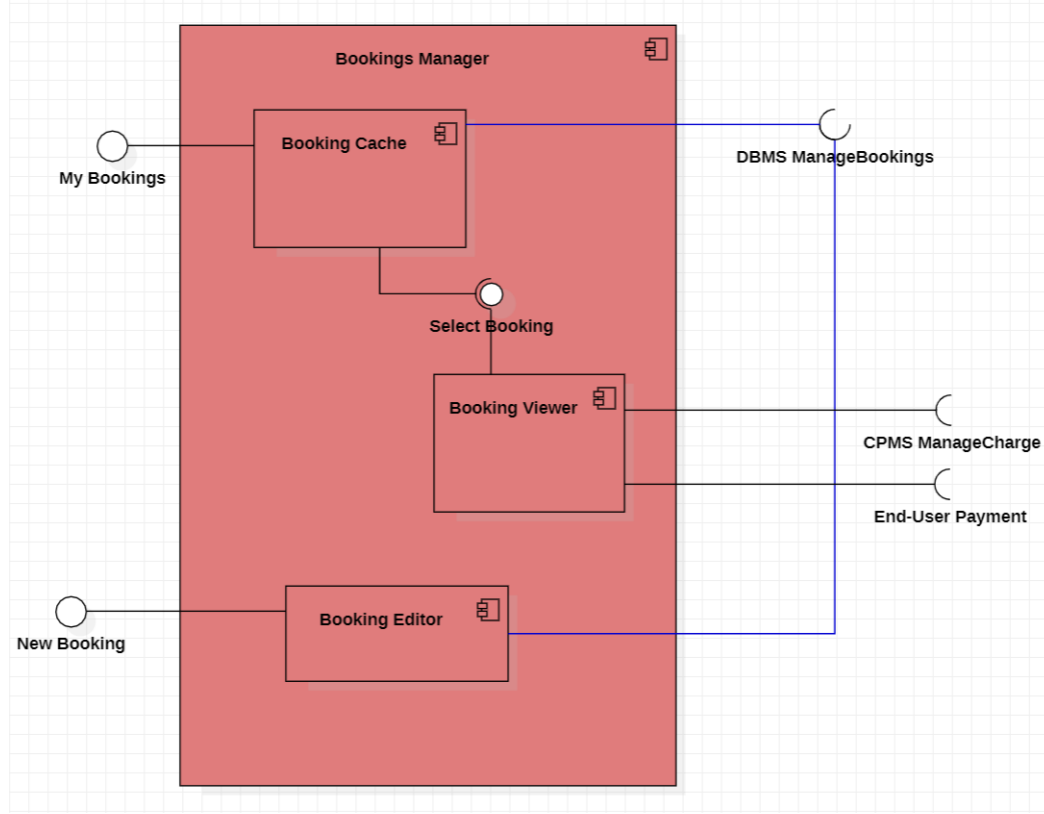 Bookings Manager
Booking Cache
My Bookings
DBMS ManageBookings
Select Booking
Booking Viewer
CPMS ManageCharge
End-User Payment
Booking Editor
New Booking